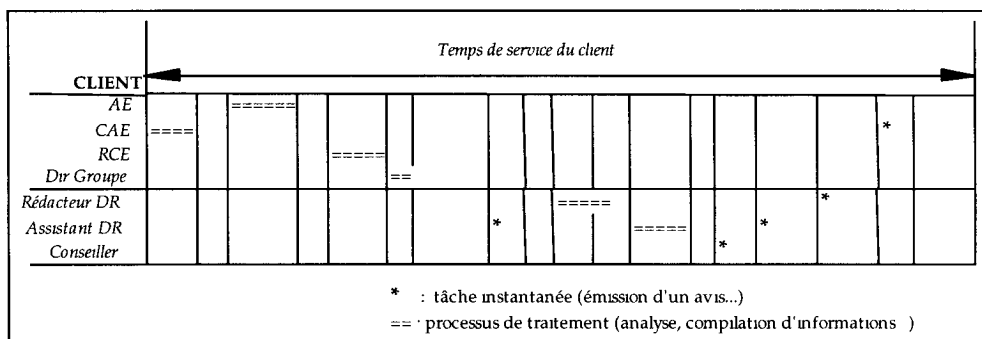 Temps de service du client
CLIENT
AE ======
CAE ==== *
RCE =====
Dir Groupe ==
Rédacteur DR ===== *
Assistant DR * ===== *
Conseiller *
* : tâche instantanée (émission d'un avis...)
== · processus de traitement (analyse, compilation d'informations )